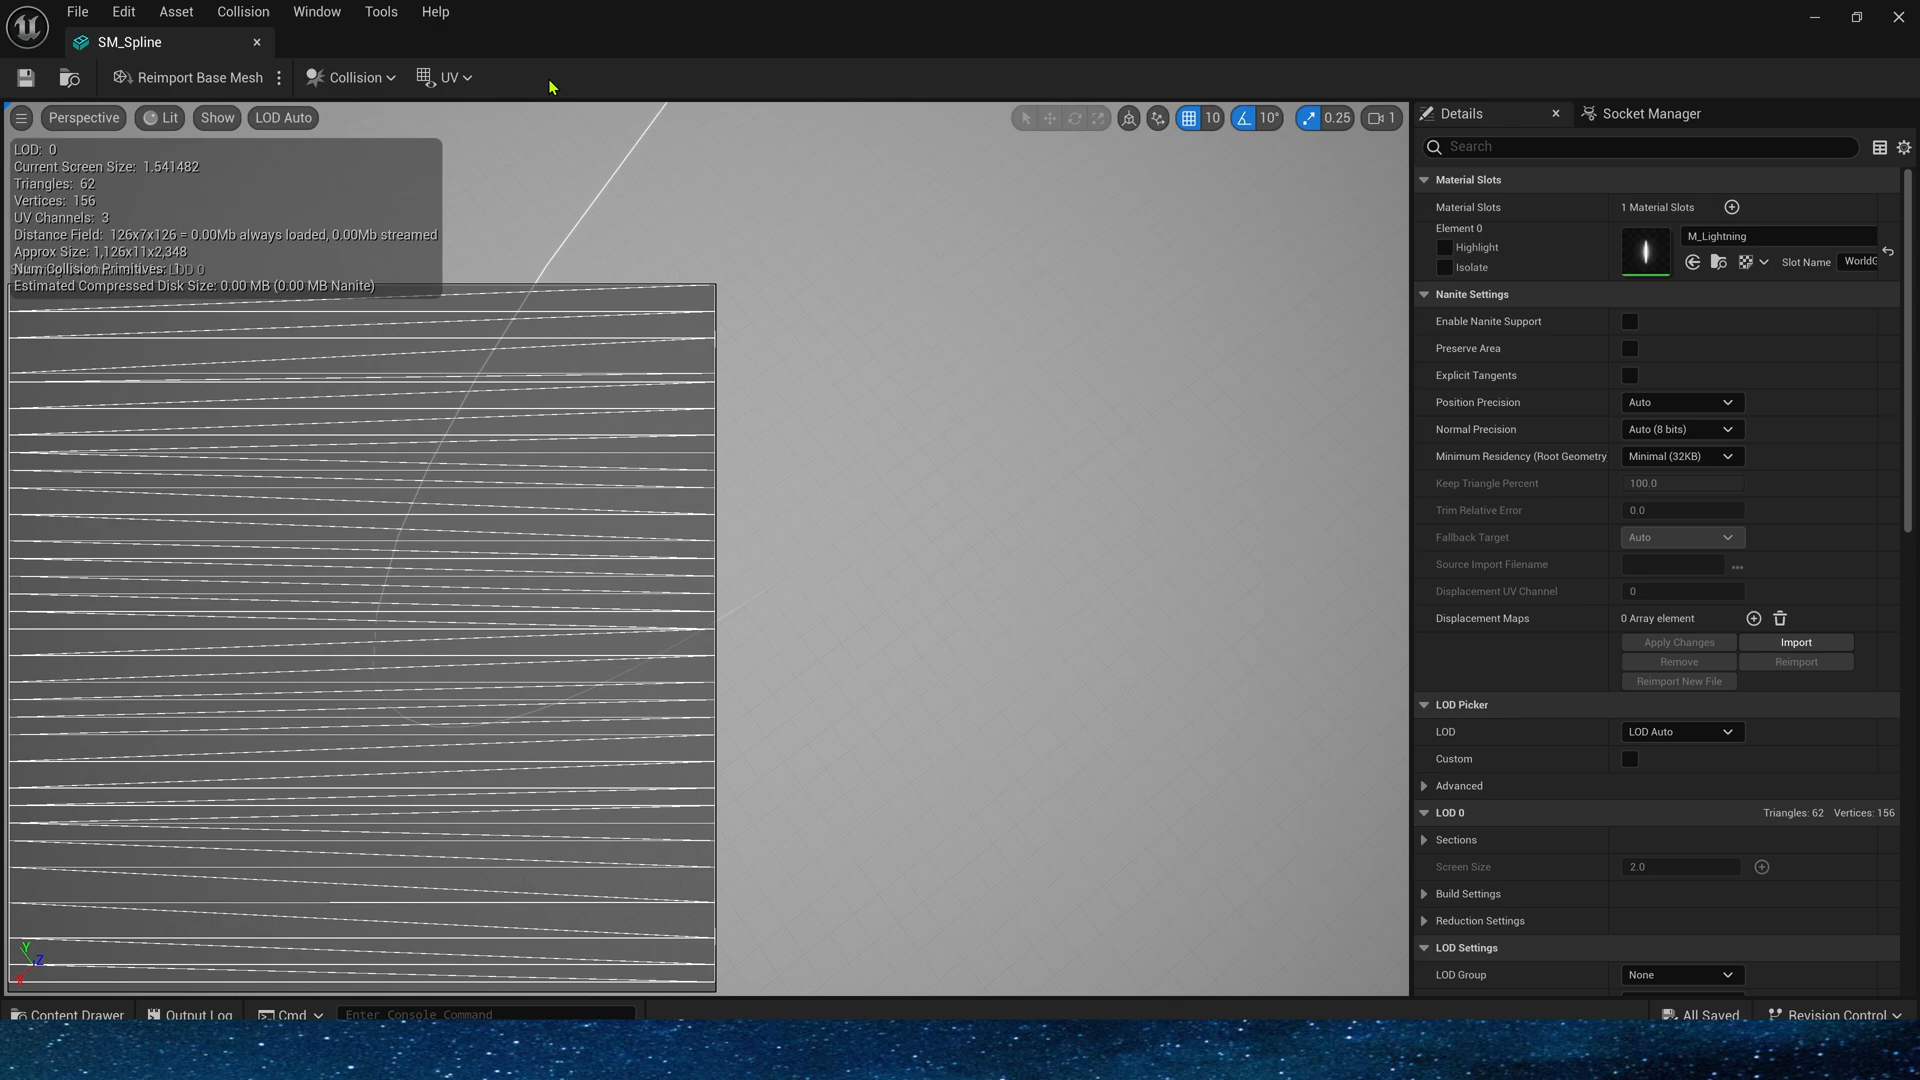 File Edit Asset Collision Window Tools Help
SM_Spline
Reimport Base Mesh Collision UV
Perspective Lit Show LOD Auto 10 10° 0.25 1
LOD: 0
Current Screen Size: 1.541482
Triangles: 62
Vertices: 156
UV Channels: 3
Distance Field: 126x7x126 = 0.00Mb always loaded, 0.00Mb streamed
Approx Size: 1,126x11x2,348
Num Collision Primitives: 1
LOD 0
Estimated Compressed Disk Size: 0.00 MB (0.00 MB Nanite)
Y
Z
X
Details Socket Manager
Search
Material Slots
Material Slots 1 Material Slots
Element 0
M_Lightning
Highlight
Isolate
Slot Name WorldG
Nanite Settings
Enable Nanite Support
Preserve Area
Explicit Tangents
Position Precision Auto
Normal Precision Auto (8 bits)
Minimum Residency (Root Geometry Minimal (32KB)
Keep Triangle Percent 100.0
Trim Relative Error 0.0
Fallback Target Auto
Source Import Filename
Displacement UV Channel 0
Displacement Maps 0 Array element
Apply Changes Import
Remove Reimport
Reimport New File
LOD Picker
LOD LOD Auto
Custom
Advanced
LOD 0 Triangles: 62 Vertices: 156
Sections
Screen Size 2.0
Build Settings
Reduction Settings
LOD Settings
LOD Group None
Content Drawer Output Log Cmd Enter Console Command All Saved Revision Control